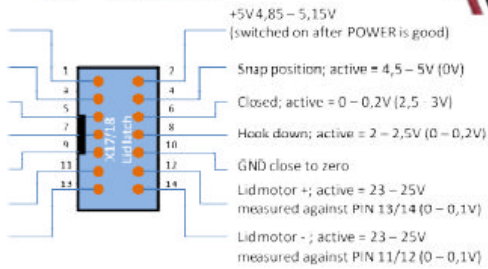 +5V 4,85 – 5,15V
(switched on after POWER is good)
1 2
Snap position; active = 4,5 – 5V (0V)
3 4
Closed; active = 0 – 0,2V (2,5 - 3V)
5 6
Hook down; active = 2 – 2,5V (0 – 0,2V)
7 8
9 10
GND close to zero
11 12
Lidmotor +; active = 23 – 25V
measured against PIN 13/14 (0 – 0,1V)
13 14
Lidmotor - ; active = 23 – 25V
measured against PIN 11/12 (0 – 0,1V)
X17/18
Lidlatch